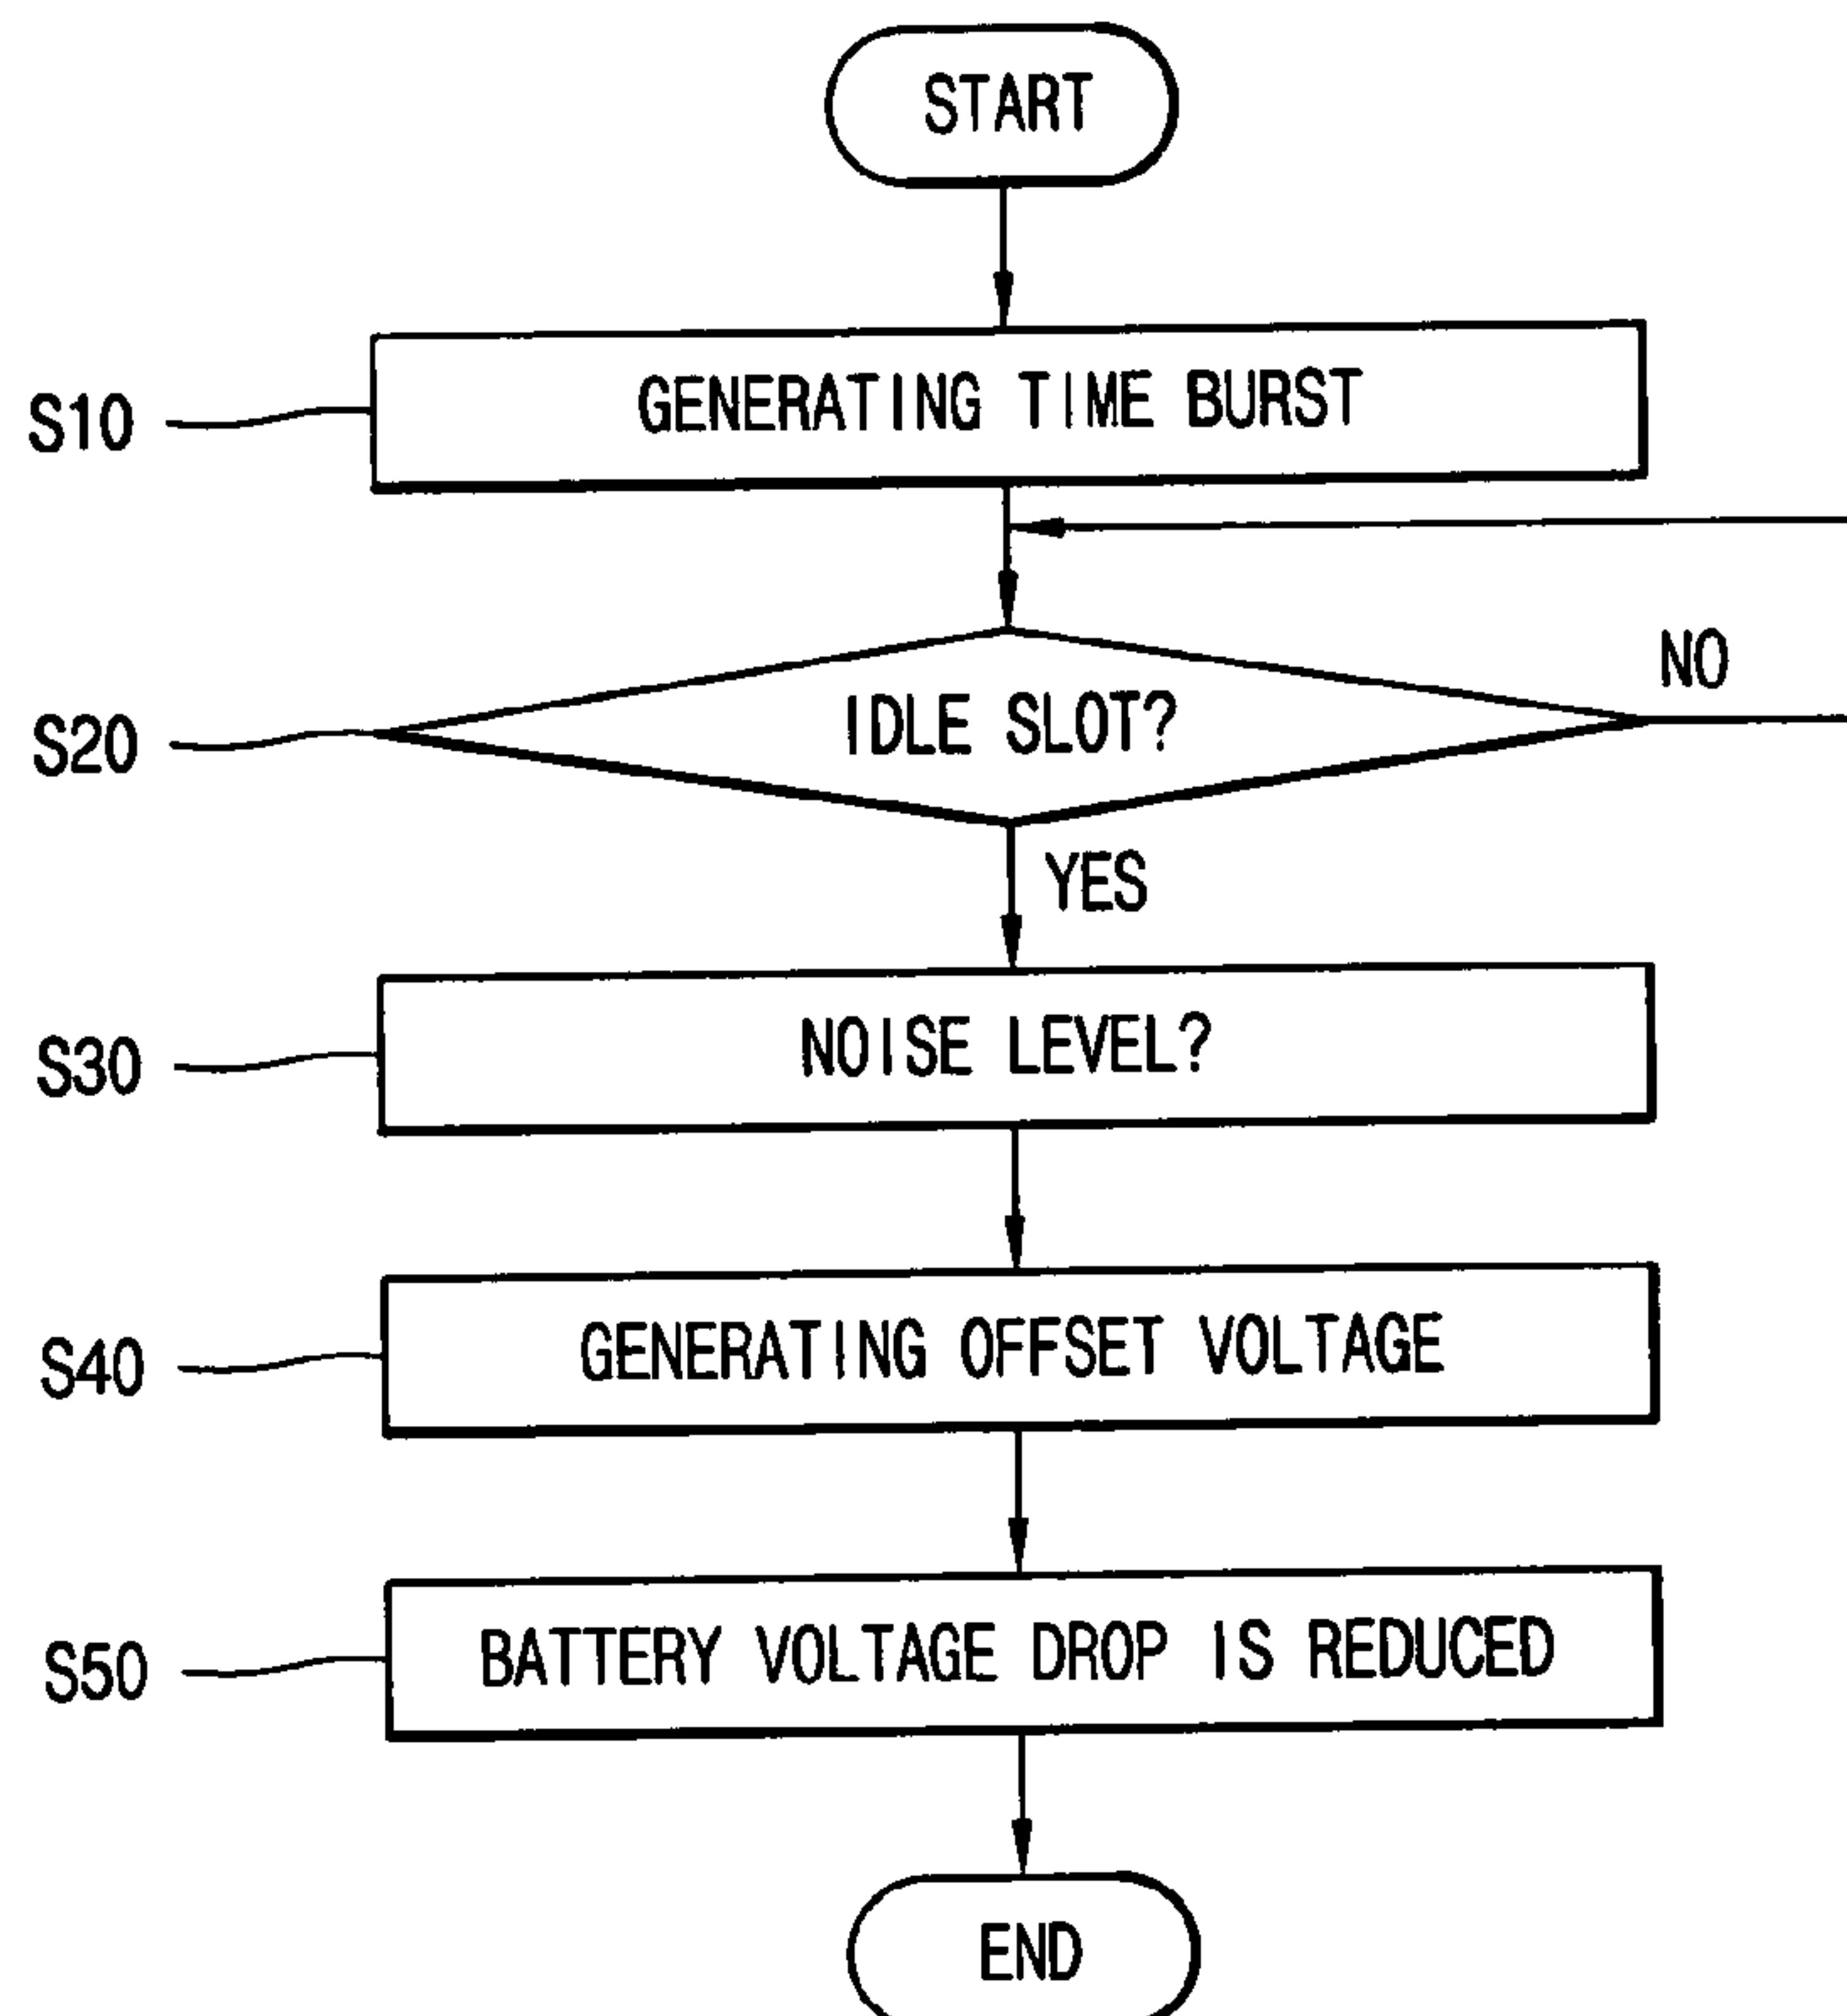 START
S10
GENERATING TIME BURST
S20
IDLE SLOT?
NO
YES
S30
NOISE LEVEL?
S40
GENERATING OFFSET VOLTAGE
S50
BATTERY VOLTAGE DROP IS REDUCED
END